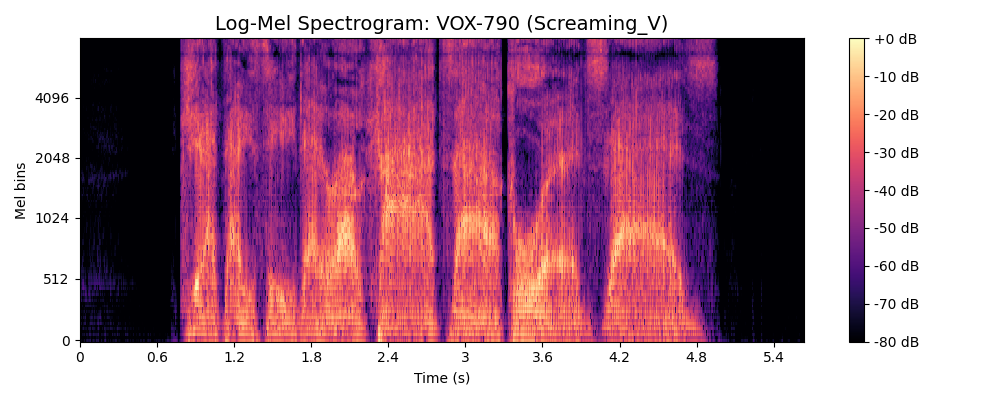 Log-Mel Spectrogram: VOX-790 (Screaming_V)
Mel bins
4096
2048
1024
512
0
0
0.6
1.2
1.8
2.4
3
3.6
4.2
4.8
5.4
Time (s)
+0 dB
-10 dB
-20 dB
-30 dB
-40 dB
-50 dB
-60 dB
-70 dB
-80 dB